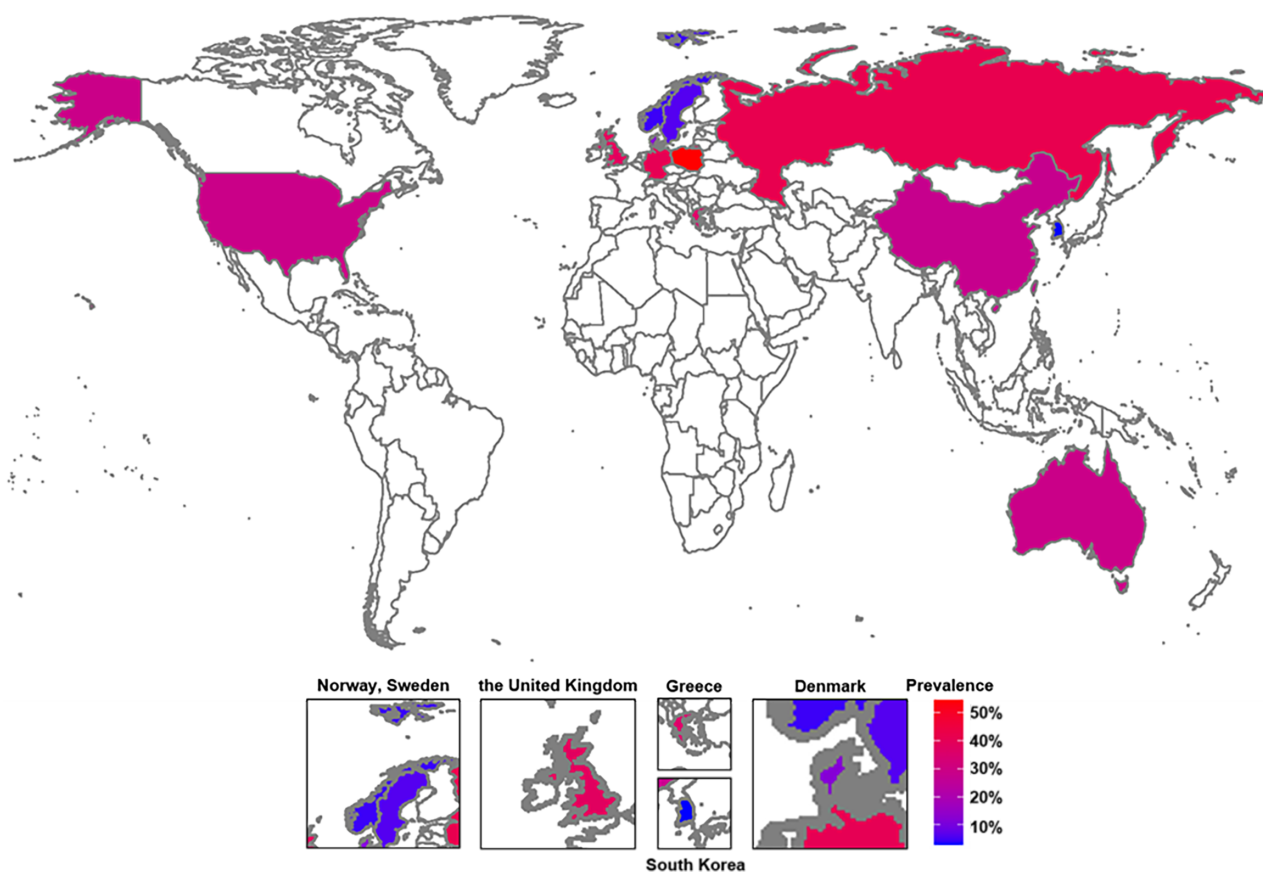 Norway, Sweden
the United Kingdom
Greece
Denmark
Prevalence
50%
40%
30%
20%
10%
South Korea